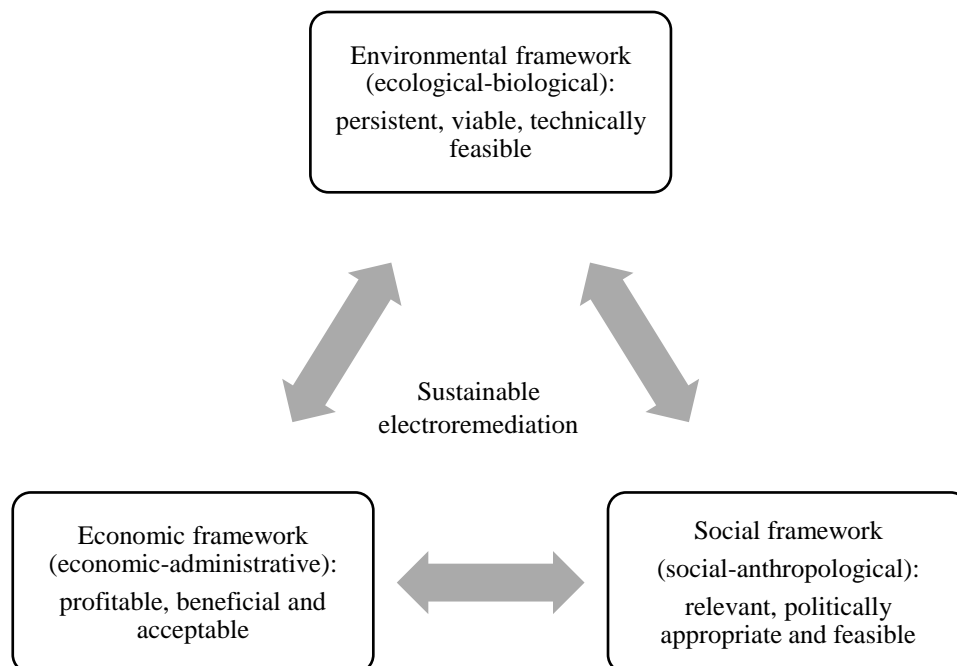 Environmental framework
(ecological-biological):
persistent, viable, technically
feasible
Sustainable
electroremediation
Economic framework
(economic-administrative):
profitable, beneficial and
acceptable
Social framework
(social-anthropological):
relevant, politically
appropriate and feasible